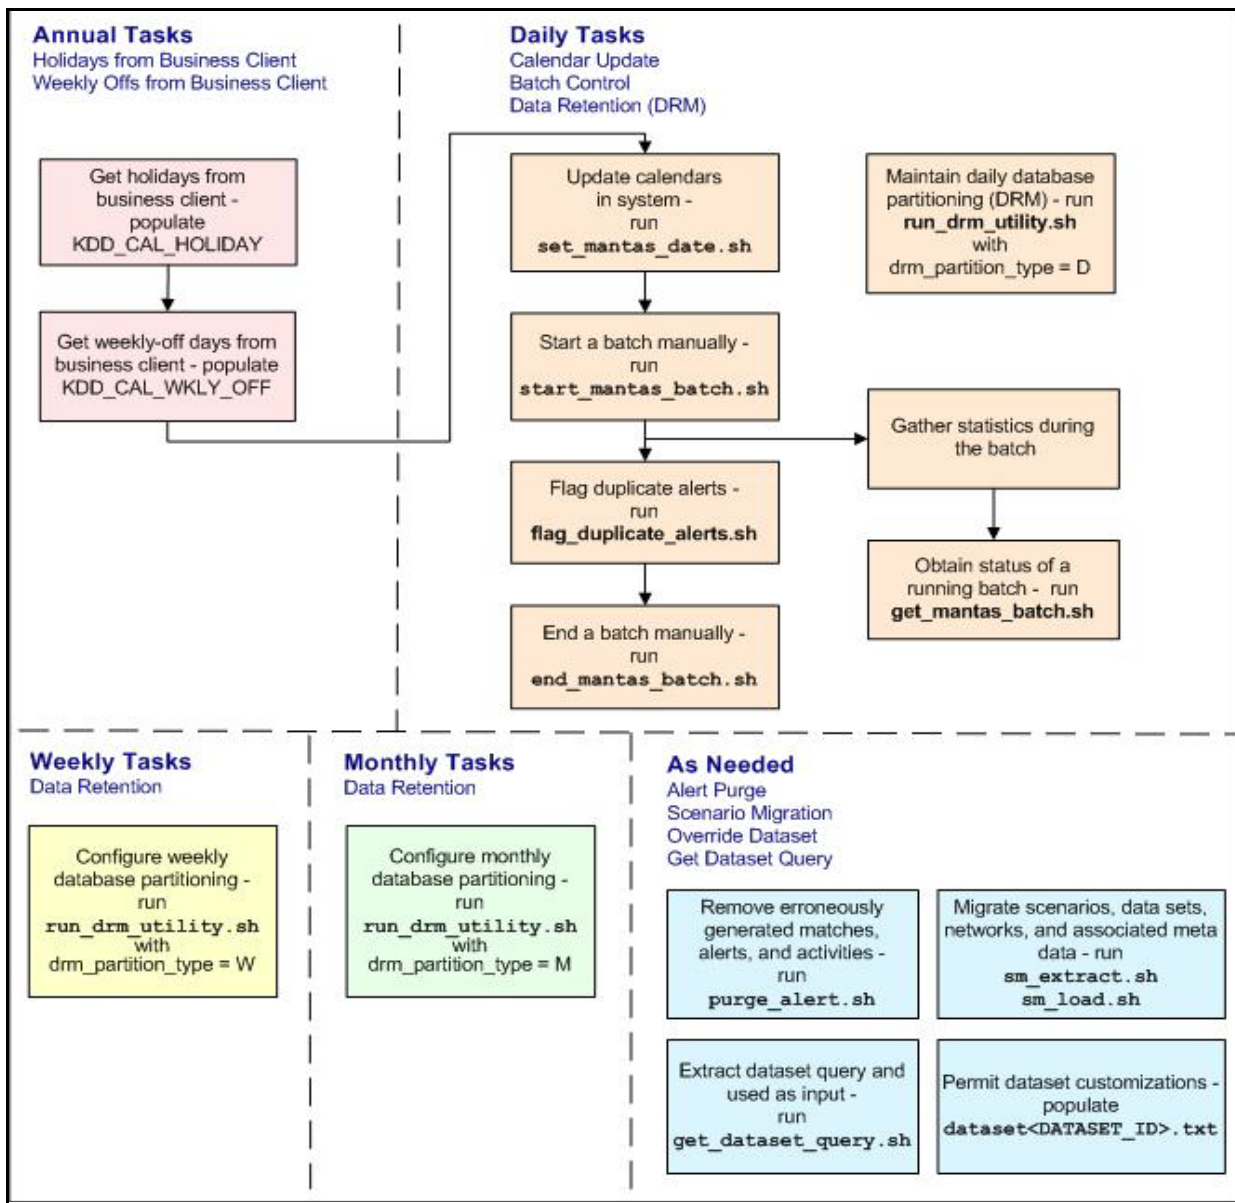 Annual Tasks
Holidays from Business Client
Weekly Offs from Business Client
Get holidays from
business client -
populate
KDD_CAL_HOLIDAY
Get weekly-off days from
business client - populate
KDD_CAL_WKLY_OFF
Daily Tasks
Calendar Update
Batch Control
Data Retention (DRM)
Update calendars
in system -
run
set_mantas_date.sh
Start a batch manually -
run
start_mantas_batch.sh
Flag duplicate alerts -
run
flag_duplicate_alerts.sh
End a batch manually -
run
end_mantas_batch.sh
Maintain daily database
partitioning (DRM) - run
run_drm_utility.sh
with
drm_partition_type = D
Gather statistics during
the batch
Obtain status of a
running batch - run
get_mantas_batch.sh
Weekly Tasks
Data Retention
Configure weekly
database partitioning -
run
run_drm_utility.sh
with
drm_partition_type = W
Monthly Tasks
Data Retention
Configure monthly
database partitioning -
run
run_drm_utility.sh
with
drm_partition_type = M
As Needed
Alert Purge
Scenario Migration
Override Dataset
Get Dataset Query
Remove erroneously
generated matches,
alerts, and activities -
run
purge_alert.sh
Migrate scenarios, data sets,
networks, and associated meta
data - run
sm_extract.sh
sm_load.sh
Extract dataset query and
used as input -
run
get_dataset_query.sh
Permit dataset customizations -
populate
dataset<DATASET_ID>.txt